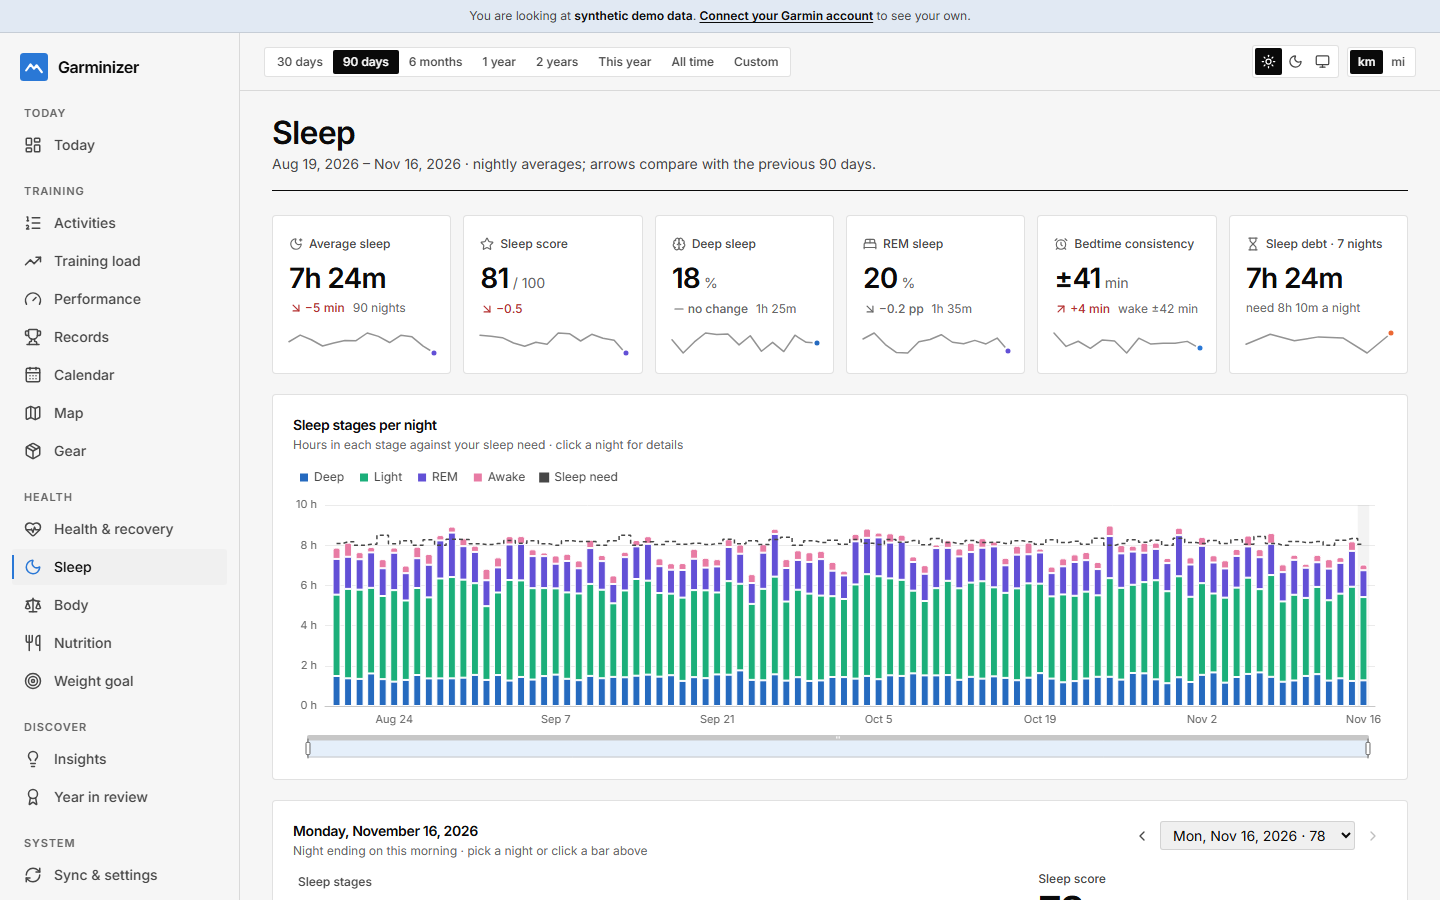 You are looking at synthetic demo data. Connect your Garmin account to see your own.
Garminizer
30 days 90 days 6 months 1 year 2 years This year All time Custom
km mi
TODAY
Today
TRAINING
Activities
Training load
Performance
Records
Calendar
Map
Gear
HEALTH
Health & recovery
Sleep
Body
Nutrition
Weight goal
DISCOVER
Insights
Year in review
SYSTEM
Sync & settings
Sleep
Aug 19, 2026 – Nov 16, 2026 · nightly averages; arrows compare with the previous 90 days.
Average sleep
7h 24m
−5 min 90 nights
Sleep score
81 / 100
−0.5
Deep sleep
18 %
no change 1h 25m
REM sleep
20 %
−0.2 pp 1h 35m
Bedtime consistency
±41 min
+4 min wake ±42 min
Sleep debt · 7 nights
7h 24m
need 8h 10m a night
Sleep stages per night
Hours in each stage against your sleep need · click a night for details
Deep Light REM Awake Sleep need
10 h
8 h
6 h
4 h
2 h
0 h
Aug 24 Sep 7 Sep 21 Oct 5 Oct 19 Nov 2 Nov 16
Monday, November 16, 2026
Night ending on this morning · pick a night or click a bar above
Mon, Nov 16, 2026 · 78
Sleep stages
Sleep score